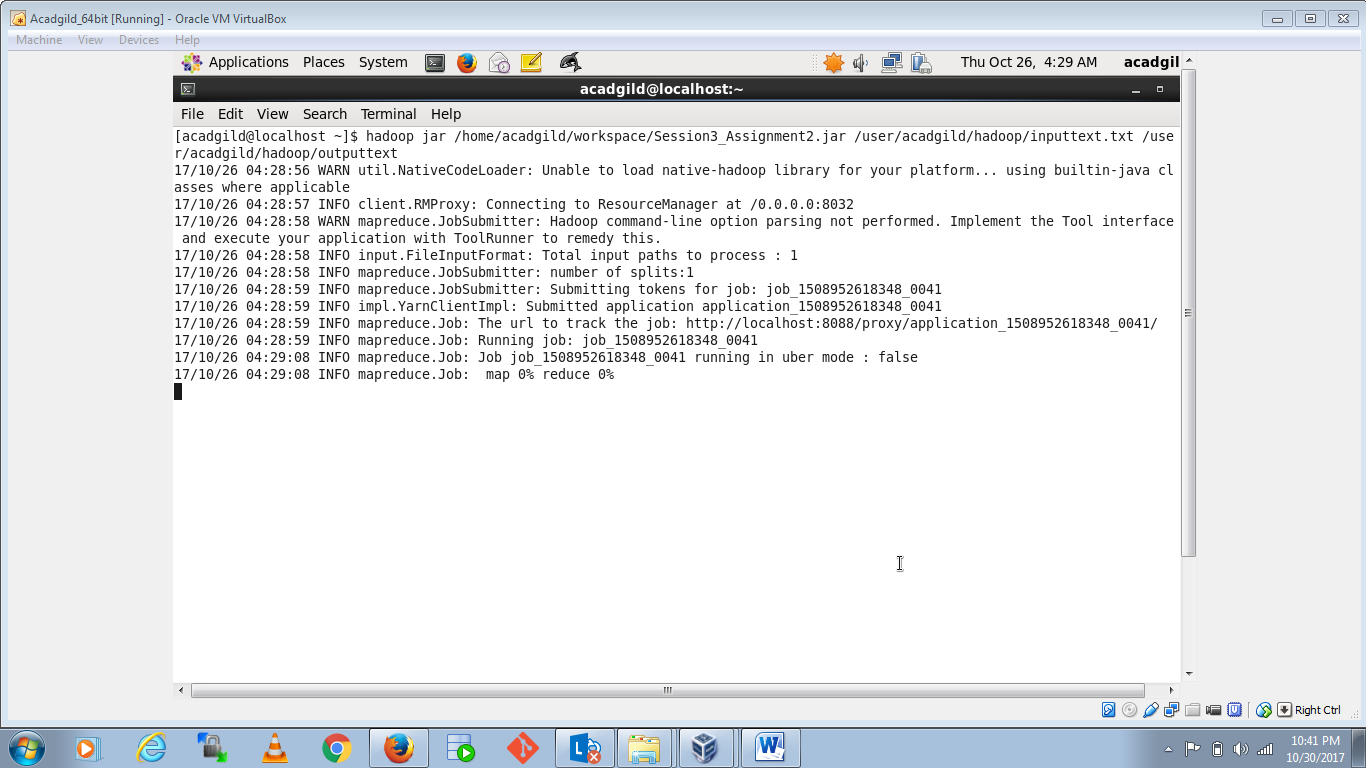 Acadgild_64bit [Running] - Oracle VM VirtualBox
Machine View Devices Help
Applications Places System Thu Oct 26, 4:29 AM acadgil
acadgild@localhost:~
File Edit View Search Terminal Help
[acadgild@localhost ~]$ hadoop jar /home/acadgild/workspace/Session3_Assignment2.jar /user/acadgild/hadoop/inputtext.txt /use
r/acadgild/hadoop/outputtext
17/10/26 04:28:56 WARN util.NativeCodeLoader: Unable to load native-hadoop library for your platform... using builtin-java cl
asses where applicable
17/10/26 04:28:57 INFO client.RMProxy: Connecting to ResourceManager at /0.0.0.0:8032
17/10/26 04:28:58 WARN mapreduce.JobSubmitter: Hadoop command-line option parsing not performed. Implement the Tool interface
 and execute your application with ToolRunner to remedy this.
17/10/26 04:28:58 INFO input.FileInputFormat: Total input paths to process : 1
17/10/26 04:28:58 INFO mapreduce.JobSubmitter: number of splits:1
17/10/26 04:28:59 INFO mapreduce.JobSubmitter: Submitting tokens for job: job_1508952618348_0041
17/10/26 04:28:59 INFO impl.YarnClientImpl: Submitted application application_1508952618348_0041
17/10/26 04:28:59 INFO mapreduce.Job: The url to track the job: http://localhost:8088/proxy/application_1508952618348_0041/
17/10/26 04:28:59 INFO mapreduce.Job: Running job: job_1508952618348_0041
17/10/26 04:29:08 INFO mapreduce.Job: Job job_1508952618348_0041 running in uber mode : false
17/10/26 04:29:08 INFO mapreduce.Job:  map 0% reduce 0%
Right Ctrl
10:41 PM
10/30/2017